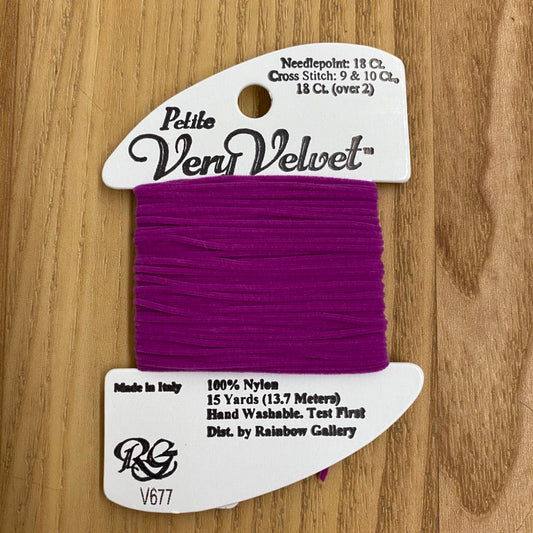 Needlepoint: 18 Ct.
Cross Stitch: 9 & 10 Ct.,
18 Ct. (over 2)
Petite
Very Velvet™
Made in Italy
100% Nylon
15 Yards (13.7 Meters)
Hand Washable. Test First
Dist. by Rainbow Gallery
RG
V677